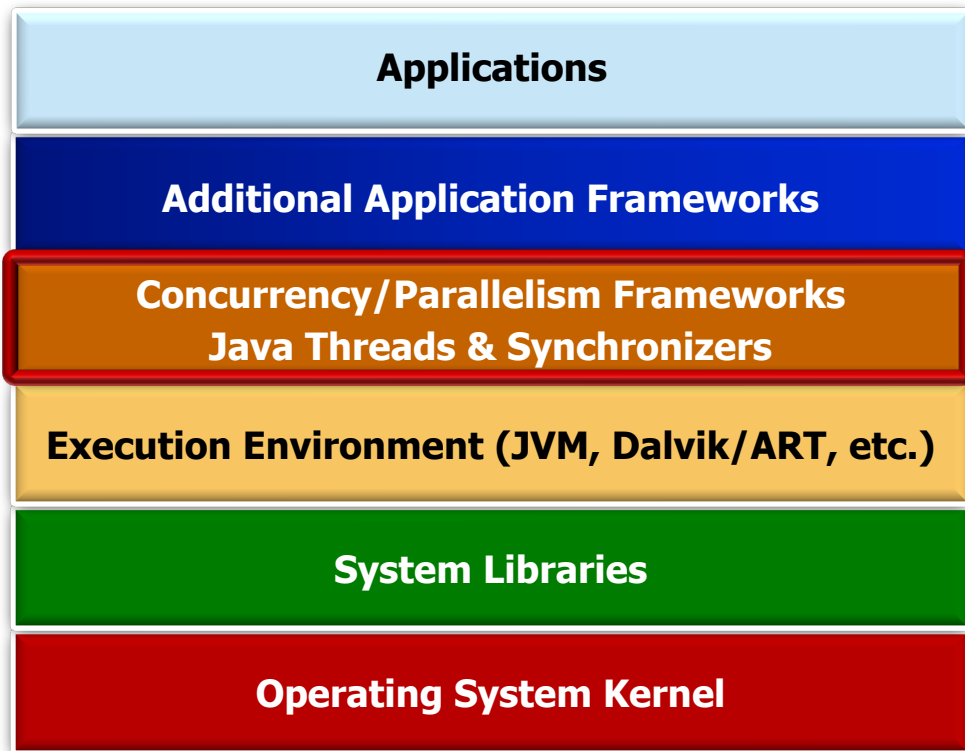 Applications
Additional Application Frameworks
Concurrency/Parallelism Frameworks
Java Threads & Synchronizers
Execution Environment (JVM, Dalvik/ART, etc.)
System Libraries
Operating System Kernel